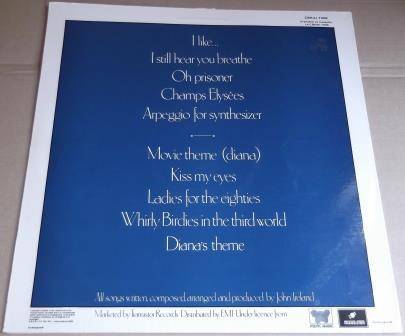 I like...
I still hear you breathe
Oh prisoner
Champs Elysées
Arpeggio for synthesizer
Movie theme (diana)
Kiss my eyes
Ladies for the eighties
Whirly Birdies in the third world
Diana's theme
All songs written, composed, arranged and produced by John Ireland
Marketed by Transistor Records Distributed by EMI Under licence from